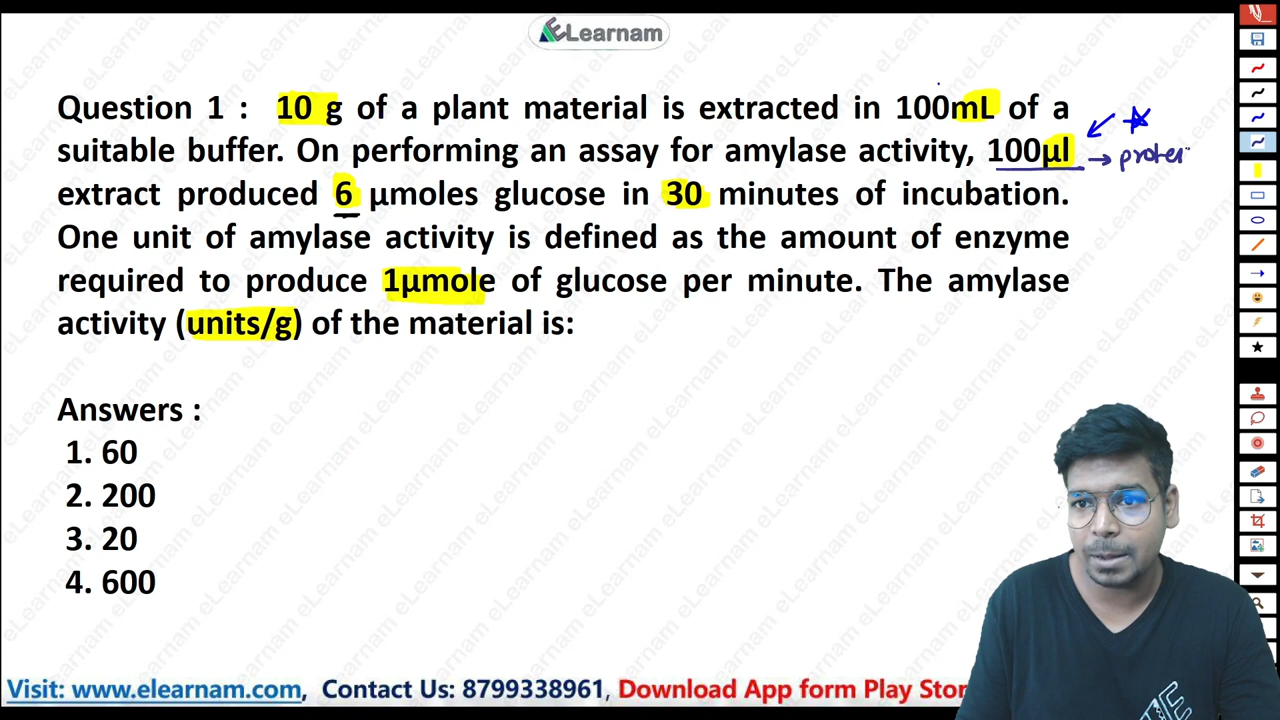 ELearnam
Question 1 : 10 g of a plant material is extracted in 100mL of a
suitable buffer. On performing an assay for amylase activity, 100µl → protei
extract produced 6 µmoles glucose in 30 minutes of incubation.
One unit of amylase activity is defined as the amount of enzyme
required to produce 1µmole of glucose per minute. The amylase
activity (units/g) of the material is:
Answers :
1. 60
2. 200
3. 20
4. 600
Visit: www.elearnam.com, Contact Us: 8799338961, Download App form Play Stor